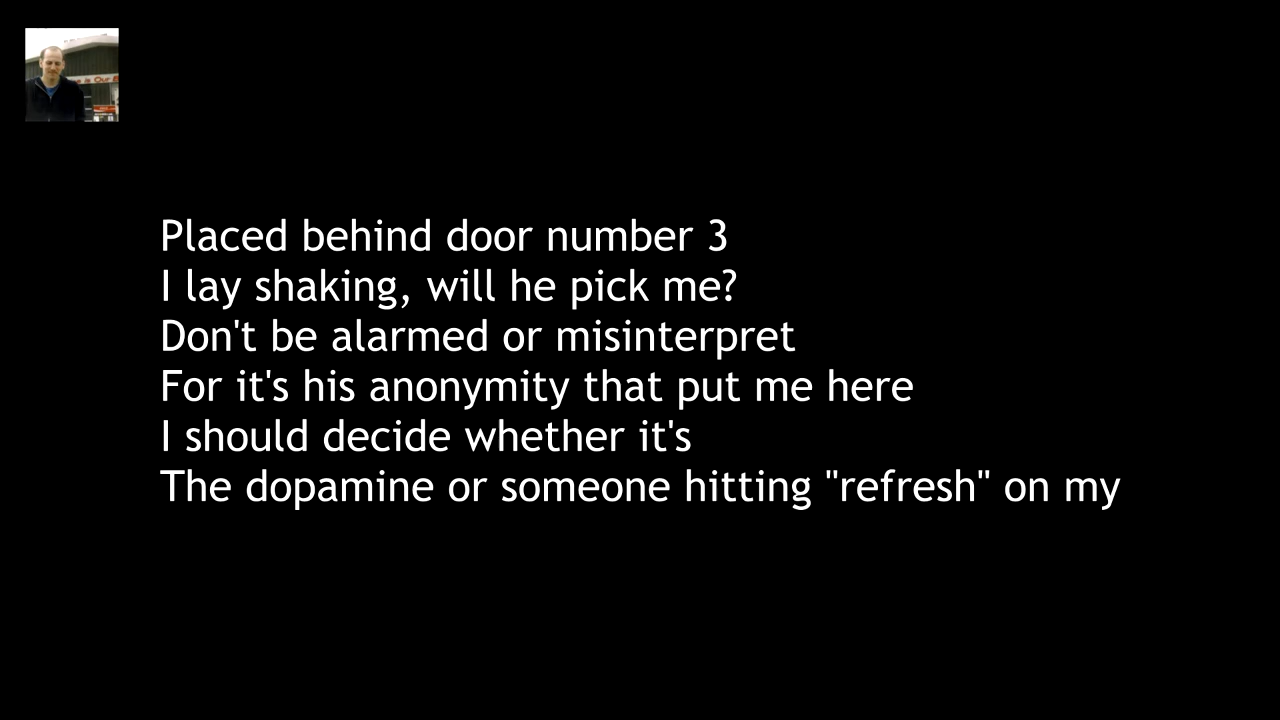 Placed behind door number 3
I lay shaking, will he pick me?
Don't be alarmed or misinterpret
For it's his anonymity that put me here
I should decide whether it's
The dopamine or someone hitting "refresh" on my